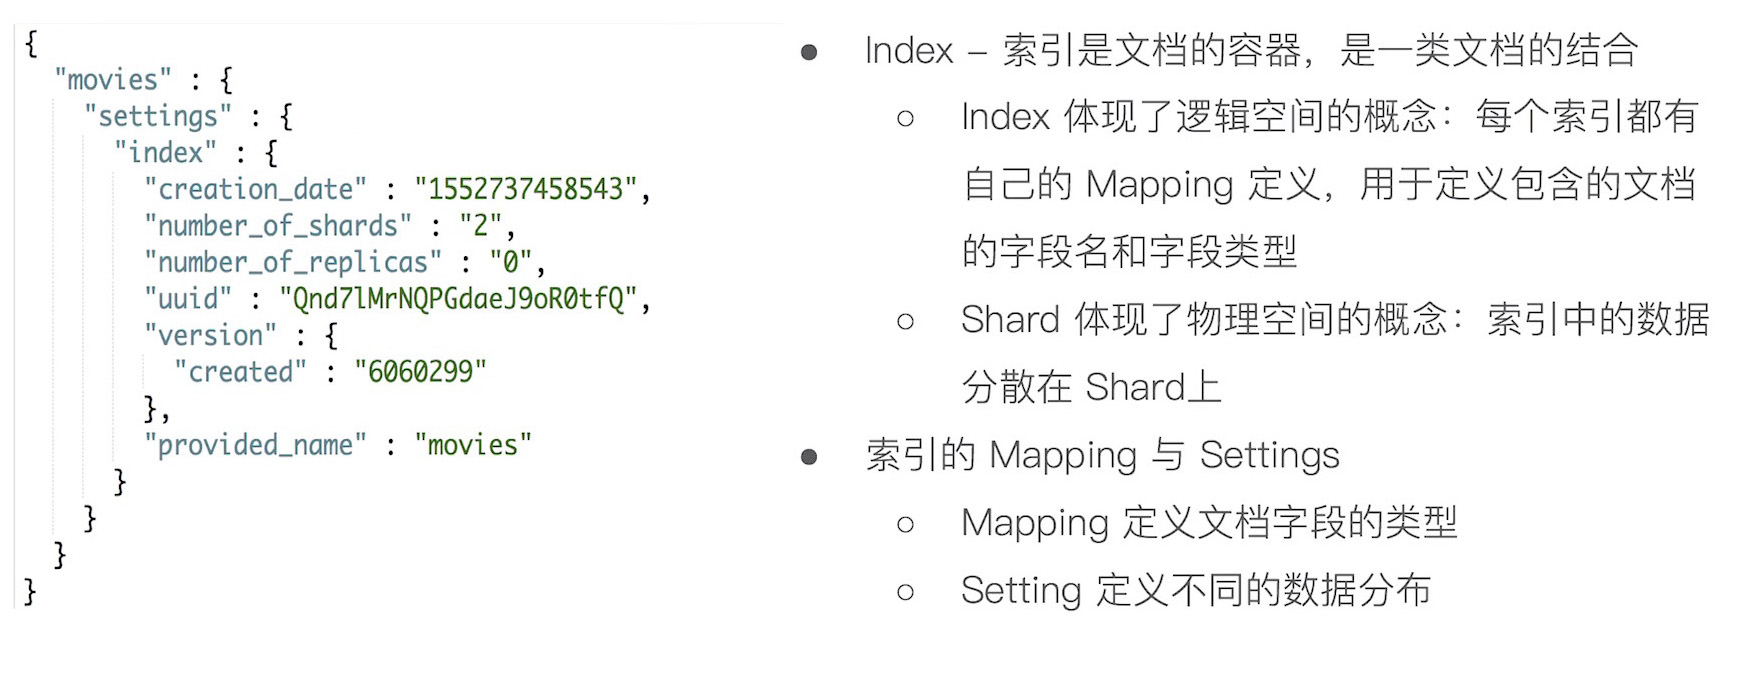 {
"movies" : {
"settings" : {
"index" : {
"creation_date" : "1552737458543",
"number_of_shards" : "2",
"number_of_replicas" : "0",
"uuid" : "Qnd7lMrNQPGdaeJ9oR0tfQ",
"version" : {
"created" : "6060299"
},
"provided_name" : "movies"
}
}
}
}
● Index – 索引是文档的容器，是一类文档的结合
○ Index 体现了逻辑空间的概念：每个索引都有
自己的 Mapping 定义，用于定义包含的文档
的字段名和字段类型
○ Shard 体现了物理空间的概念：索引中的数据
分散在 Shard上
● 索引的 Mapping 与 Settings
○ Mapping 定义文档字段的类型
○ Setting 定义不同的数据分布